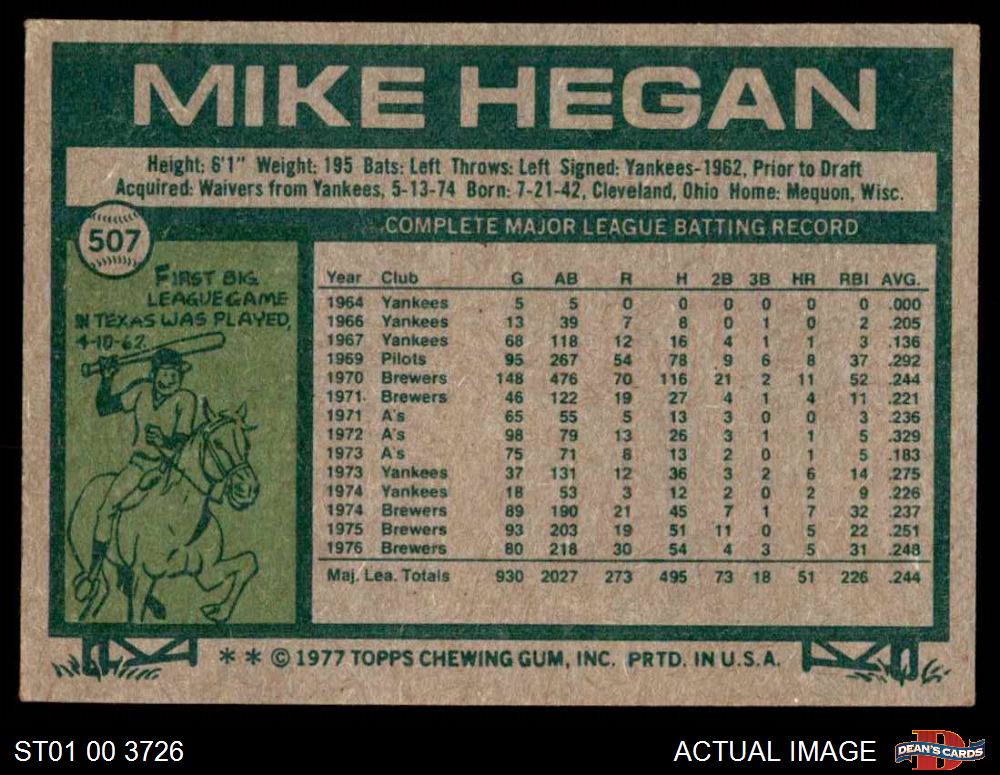 MIKE HEGAN
Height: 6'1" Weight: 195 Bats: Left Throws: Left Signed: Yankees-1962, Prior to Draft
Acquired: Waivers from Yankees, 5-13-74 Born: 7-21-42, Cleveland, Ohio Home: Mequon, Wisc.
507
COMPLETE MAJOR LEAGUE BATTING RECORD
FIRST BIG
LEAGUE GAME
IN TEXAS WAS PLAYED,
4-10-62.
Year Club G AB R H 2B 3B HR RBI AVG.
1964 Yankees 5 5 0 0 0 0 0 0 .000
1966 Yankees 13 39 7 8 0 1 0 2 .205
1967 Yankees 68 118 12 16 4 1 1 3 .136
1969 Pilots 95 267 54 78 9 6 8 37 .292
1970 Brewers 148 476 70 116 21 2 11 52 .244
1971 Brewers 46 122 19 27 4 1 4 11 .221
1971 A's 65 55 5 13 3 0 0 3 .236
1972 A's 98 79 13 26 3 1 1 5 .329
1973 A's 75 71 8 13 2 0 1 5 .183
1973 Yankees 37 131 12 36 3 2 6 14 .275
1974 Yankees 18 53 3 12 2 0 2 9 .226
1974 Brewers 89 190 21 45 7 1 7 32 .237
1975 Brewers 93 203 19 51 11 0 5 22 .251
1976 Brewers 80 218 30 54 4 3 5 31 .248
Maj. Lea. Totals 930 2027 273 495 73 18 51 226 .244
* * © 1977 TOPPS CHEWING GUM, INC. PRTD. IN U.S.A.
ST01 00 3726
ACTUAL IMAGE
D
DEAN'S CARDS